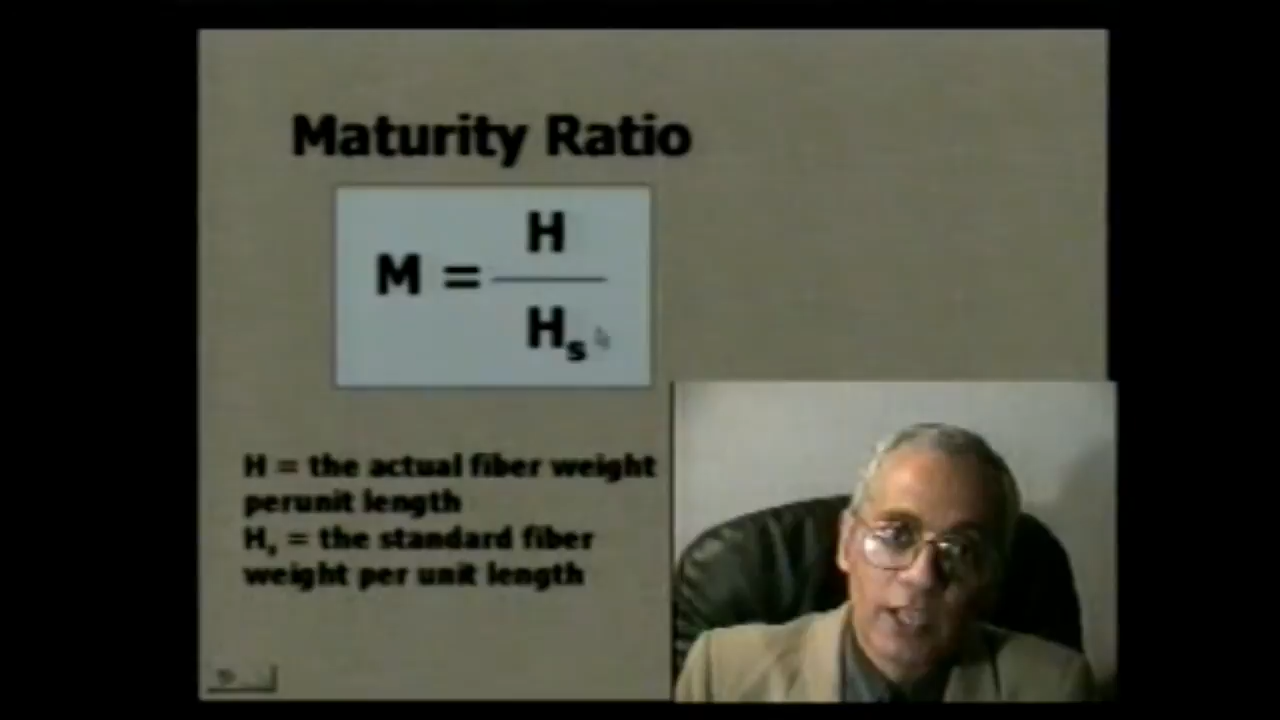 Maturity Ratio
M = H
Hs
H = the actual fiber weight
perunit length
Hs = the standard fiber
weight per unit length